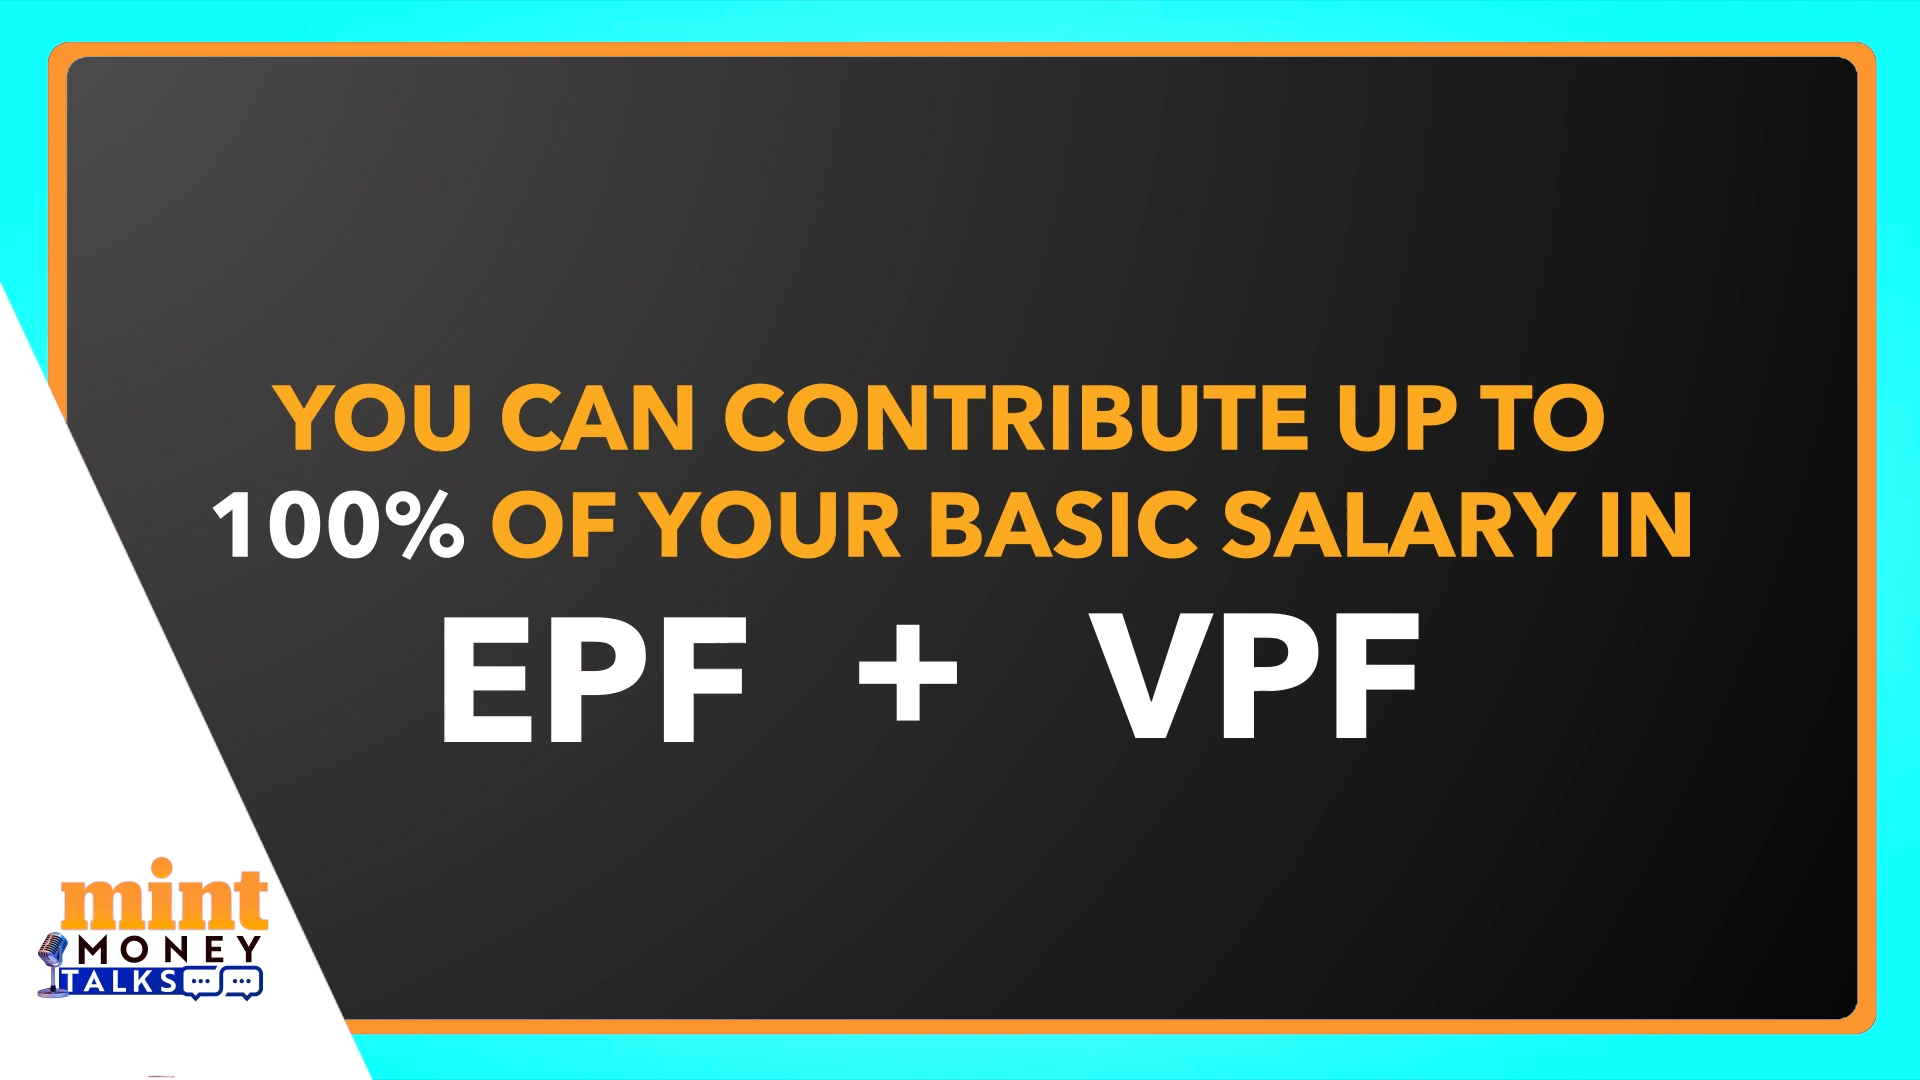 YOU CAN CONTRIBUTE UP TO
100% OF YOUR BASIC SALARY IN
EPF + VPF
mint
MONEY
TALKS